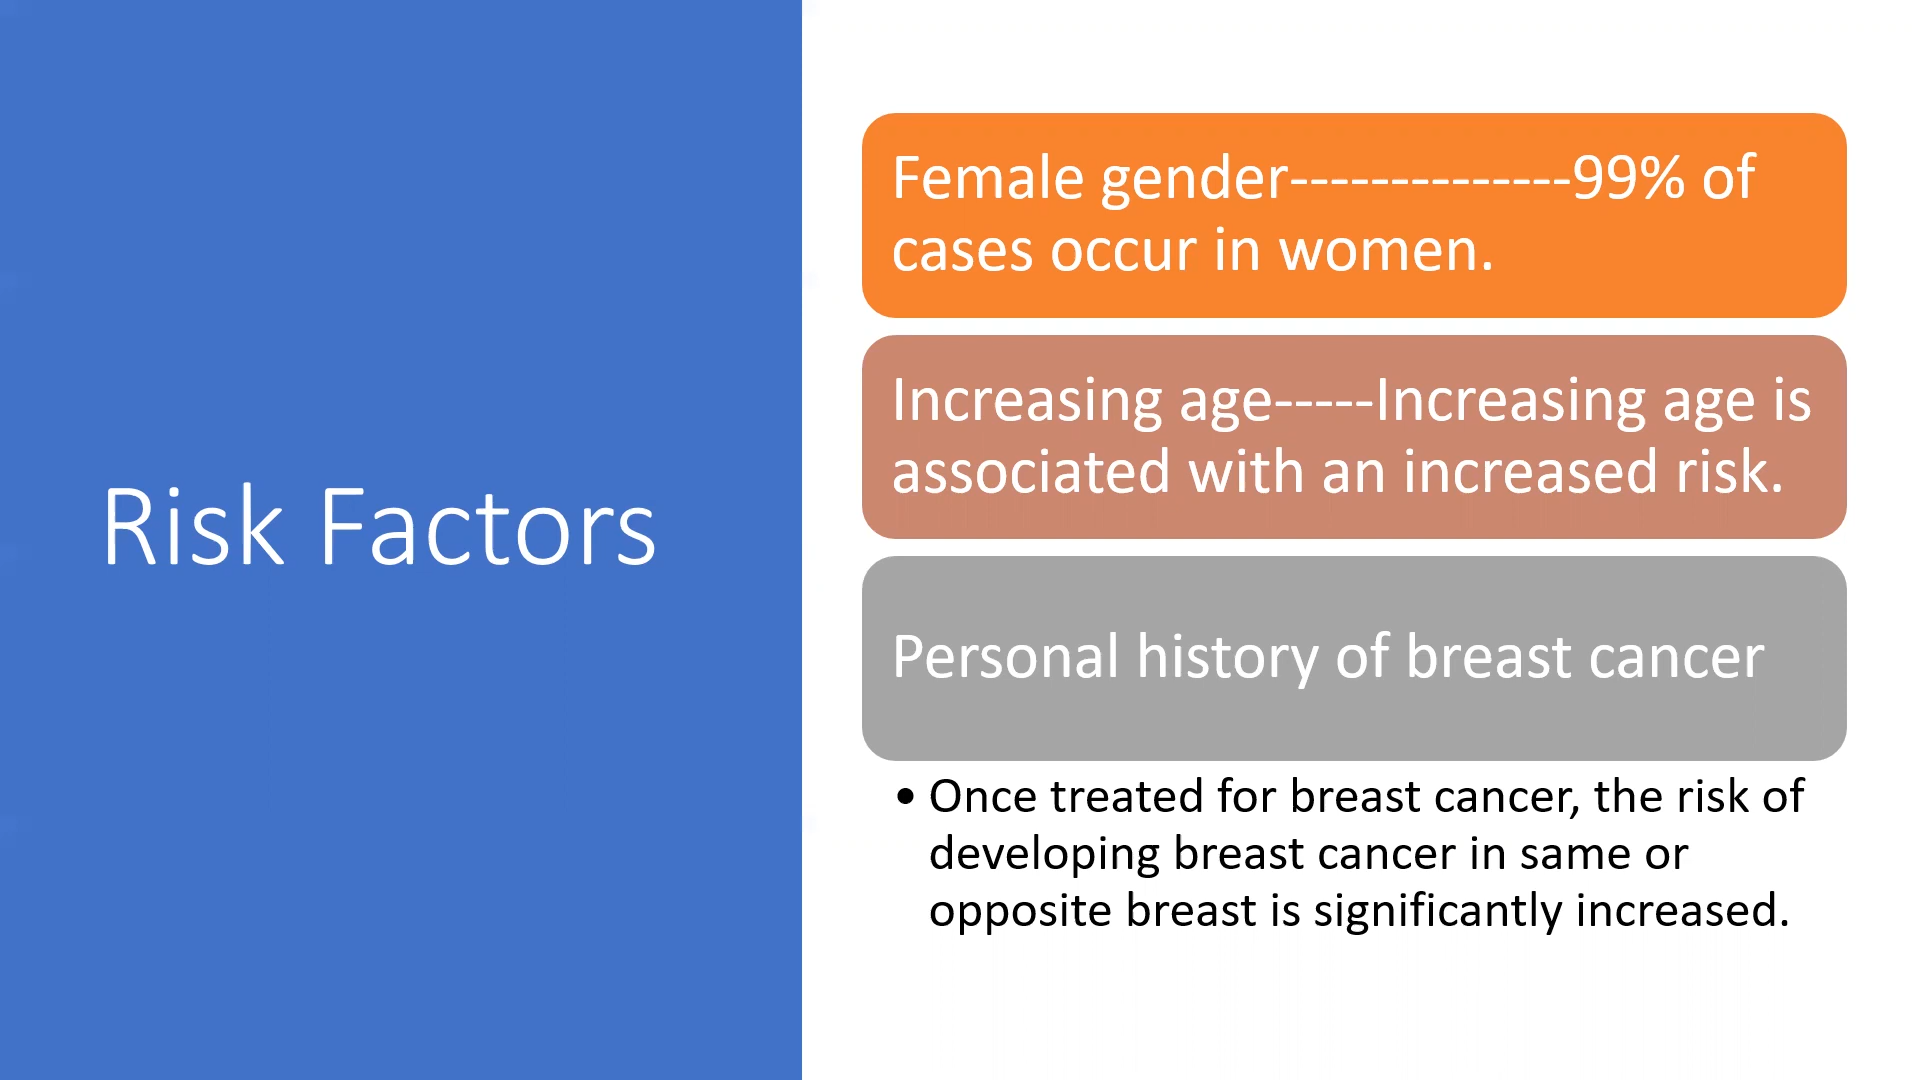 Risk Factors
Female gender--------------99% of
cases occur in women.
Increasing age-----Increasing age is
associated with an increased risk.
Personal history of breast cancer
• Once treated for breast cancer, the risk of
developing breast cancer in same or
opposite breast is significantly increased.